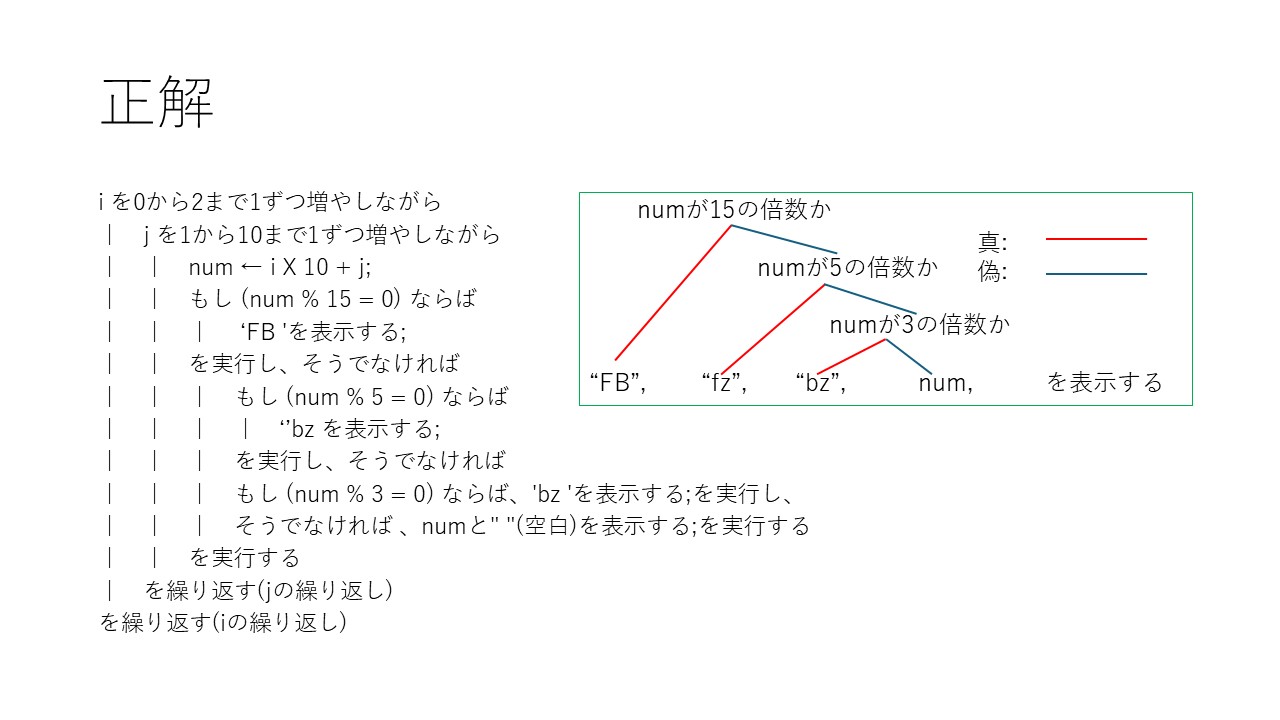 正解
i を0から2まで1ずつ増やしながら
｜ j を1から10まで1ずつ増やしながら
｜ ｜ num ← i X 10 + j;
｜ ｜ もし (num % 15 = 0) ならば
｜ ｜ ｜ ‘FB 'を表示する;
｜ ｜ を実行し、そうでなければ
｜ ｜ ｜ もし (num % 5 = 0) ならば
｜ ｜ ｜ ｜ ‘’bz を表示する;
｜ ｜ ｜ を実行し、そうでなければ
｜ ｜ ｜ もし (num % 3 = 0) ならば、'bz 'を表示する;を実行し、
｜ ｜ ｜ そうでなければ 、numと" "(空白)を表示する;を実行する
｜ ｜ を実行する
｜ を繰り返す(jの繰り返し)
を繰り返す(iの繰り返し)
numが15の倍数か
真:
numが5の倍数か
偽:
numが3の倍数か
“FB”, “fz”, “bz”, num, を表示する